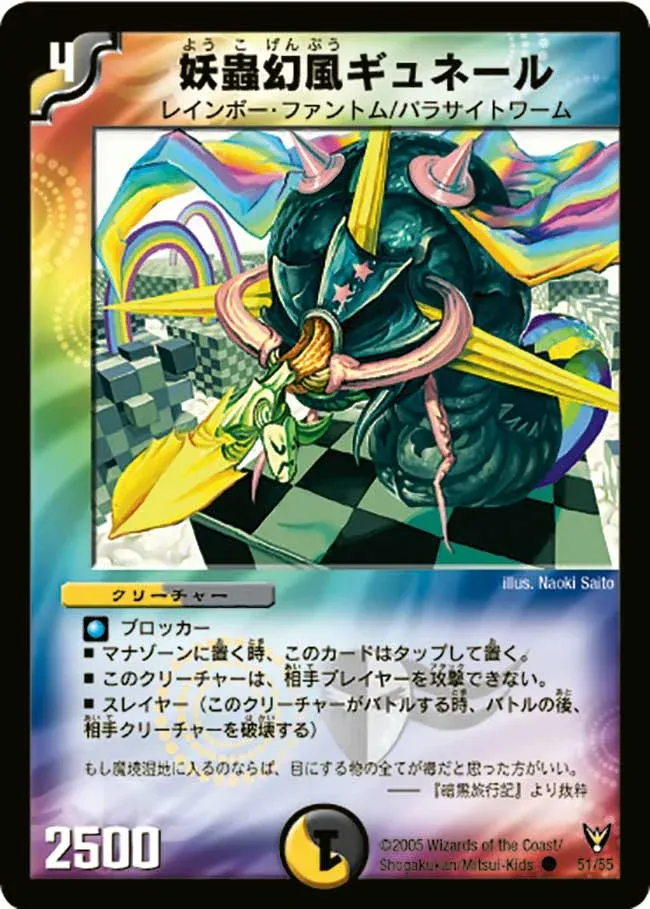 4
ようこげんぷう
妖蟲幻風ギュネール
レインボー・ファントム/パラサイトワーム
illus. Naoki Saito
クリーチャー
ブロッカー
■ マナゾーンに置く時、このカードはタップして置く。
■ このクリーチャーは、相手プレイヤーを攻撃できない。
■ スレイヤー（このクリーチャーがバトルする時、バトルの後、
相手クリーチャーを破壊する）
もし魔境湿地に入るのならば、目にする物の全てが毒だと思った方がいい。
── 『暗黒旅行記』より抜粋
2500
1
©2005 Wizards of the Coast/
Shogakukan/Mitsui-Kids
51/55